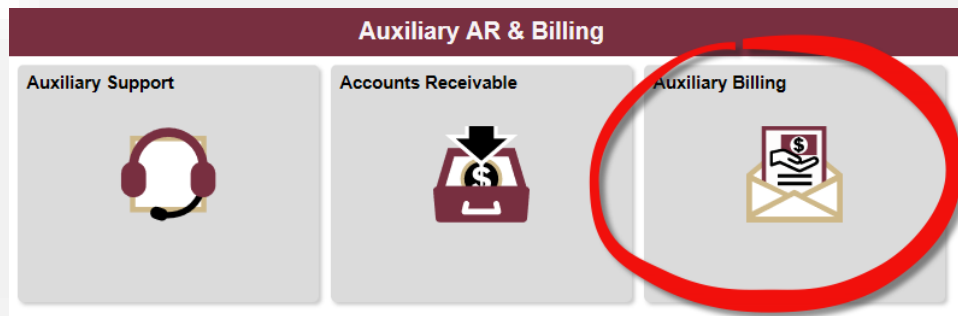 Auxiliary AR & Billing
Auxiliary Support
Accounts Receivable
Auxiliary Billing
$
$